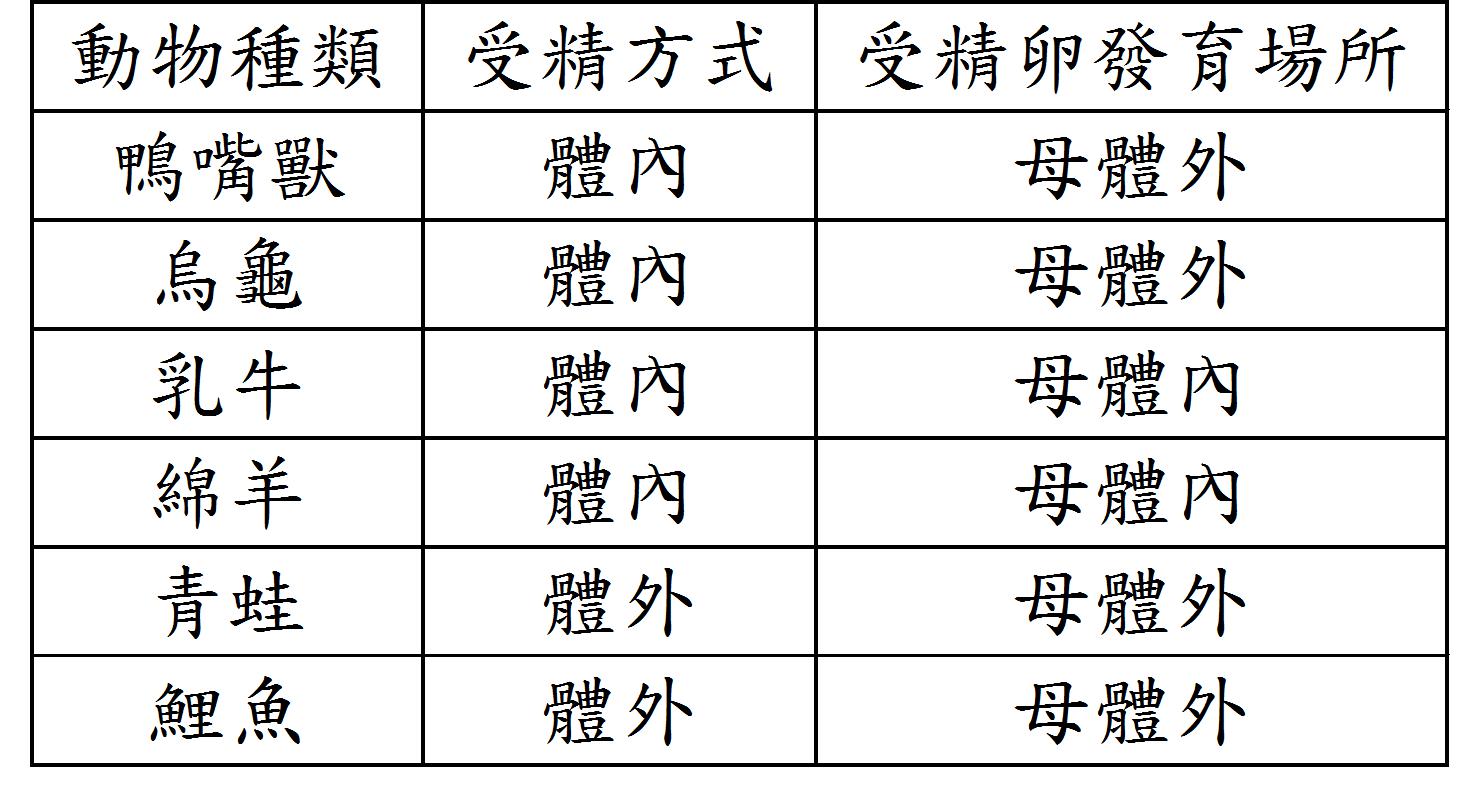 動物種類 受精方式 受精卵發育場所
鴨嘴獸 體內 母體外
烏龜 體內 母體外
乳牛 體內 母體內
綿羊 體內 母體內
青蛙 體外 母體外
鯉魚 體外 母體外